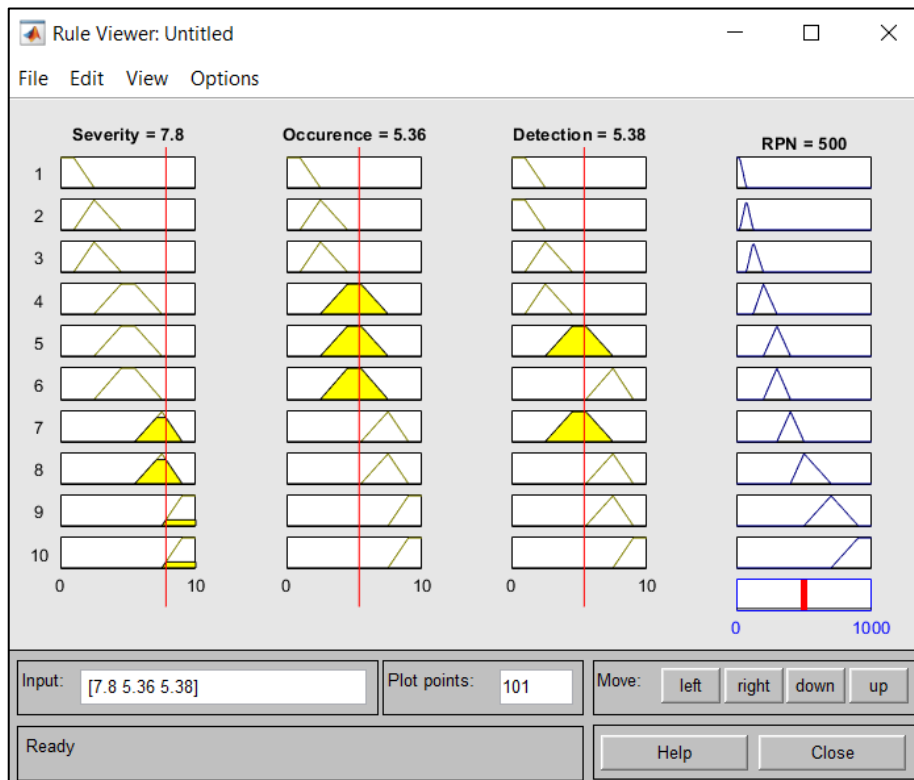 Rule Viewer: Untitled
File Edit View Options
Severity = 7.8 Occurence = 5.36 Detection = 5.38 RPN = 500
1
2
3
4
5
6
7
8
9
10
0 10 0 10 0 10
0 1000
Input: [7.8 5.36 5.38] Plot points: 101 Move: left right down up
Ready Help Close